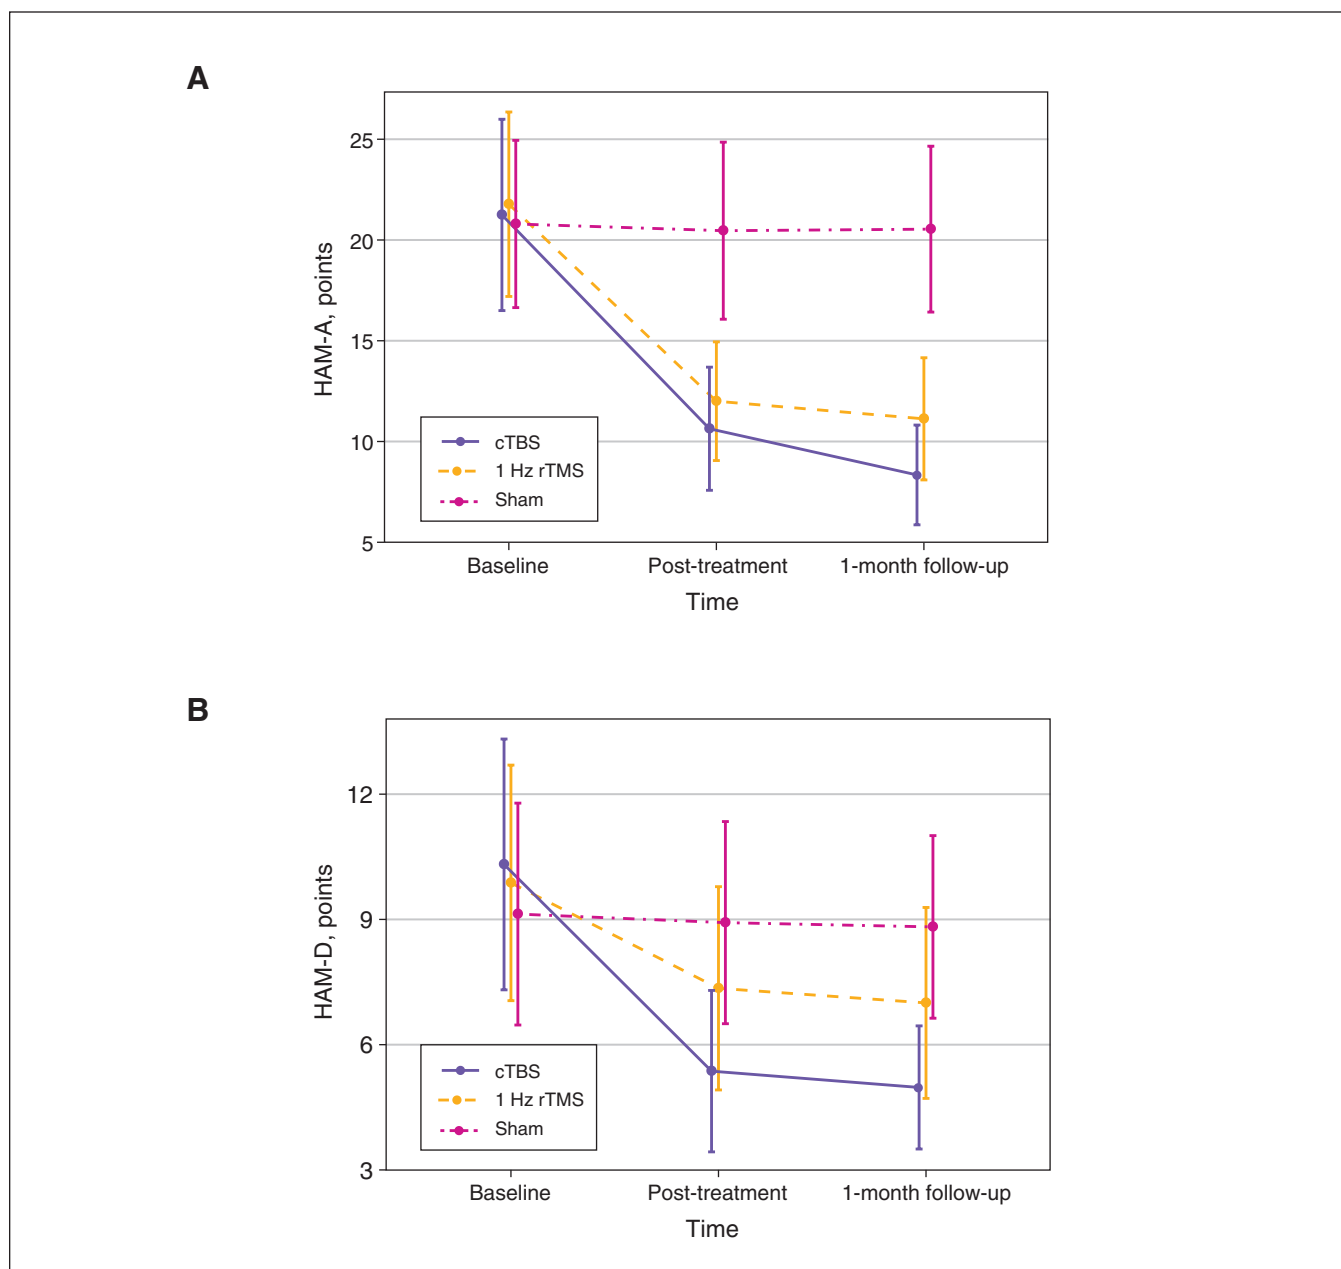 A
HAM-A, points
25
20
15
10
5
cTBS
1 Hz rTMS
Sham
Baseline Post-treatment 1-month follow-up
Time
B
HAM-D, points
12
9
6
3
cTBS
1 Hz rTMS
Sham
Baseline Post-treatment 1-month follow-up
Time